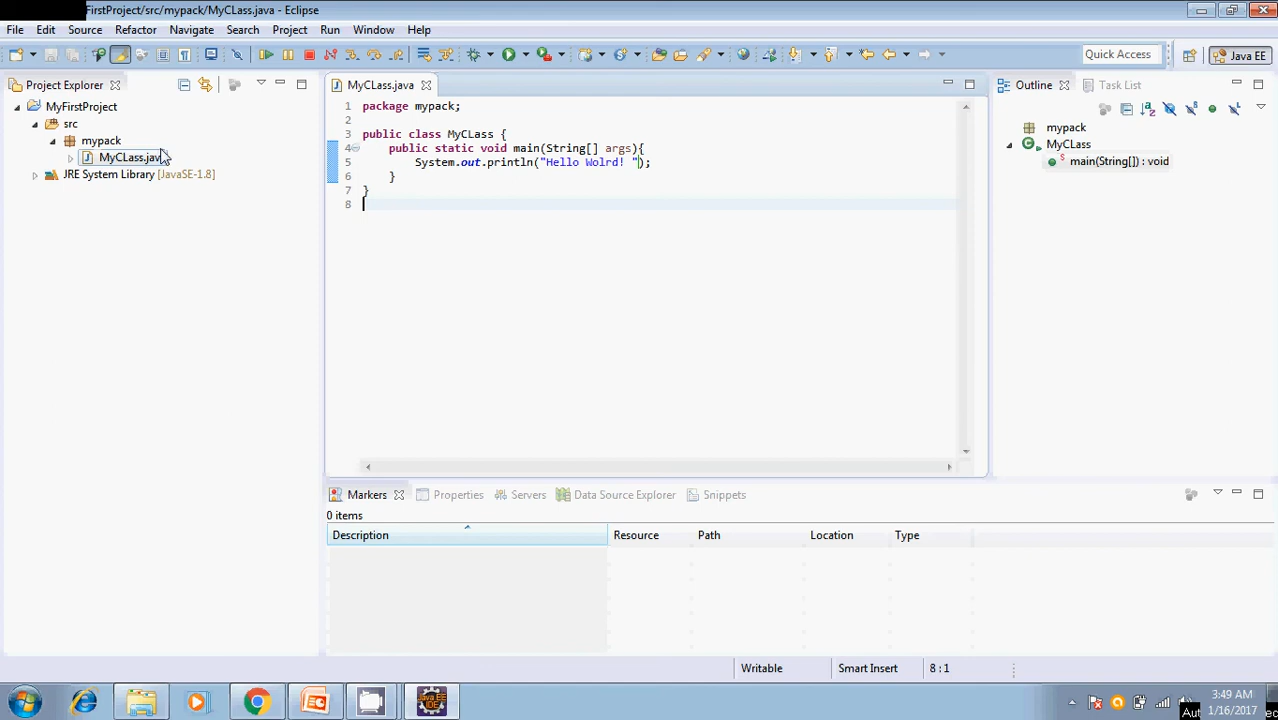 FirstProject/src/mypack/MyCLass.java - Eclipse
File Edit Source Refactor Navigate Search Project Run Window Help
Quick Access Java EE
Project Explorer
MyFirstProject
src
mypack
MyCLass.jav
JRE System Library [JavaSE-1.8]
MyCLass.java
1 package mypack;
2
3 public class MyCLass {
4 public static void main(String[] args){
5 System.out.println("Hello Wolrd! ");
6 }
7 }
8
Outline Task List
mypack
MyCLass
main(String[]) : void
Markers Properties Servers Data Source Explorer Snippets
0 items
Description Resource Path Location Type
Writable Smart Insert 8 : 1
3:49 AM
1/16/2017